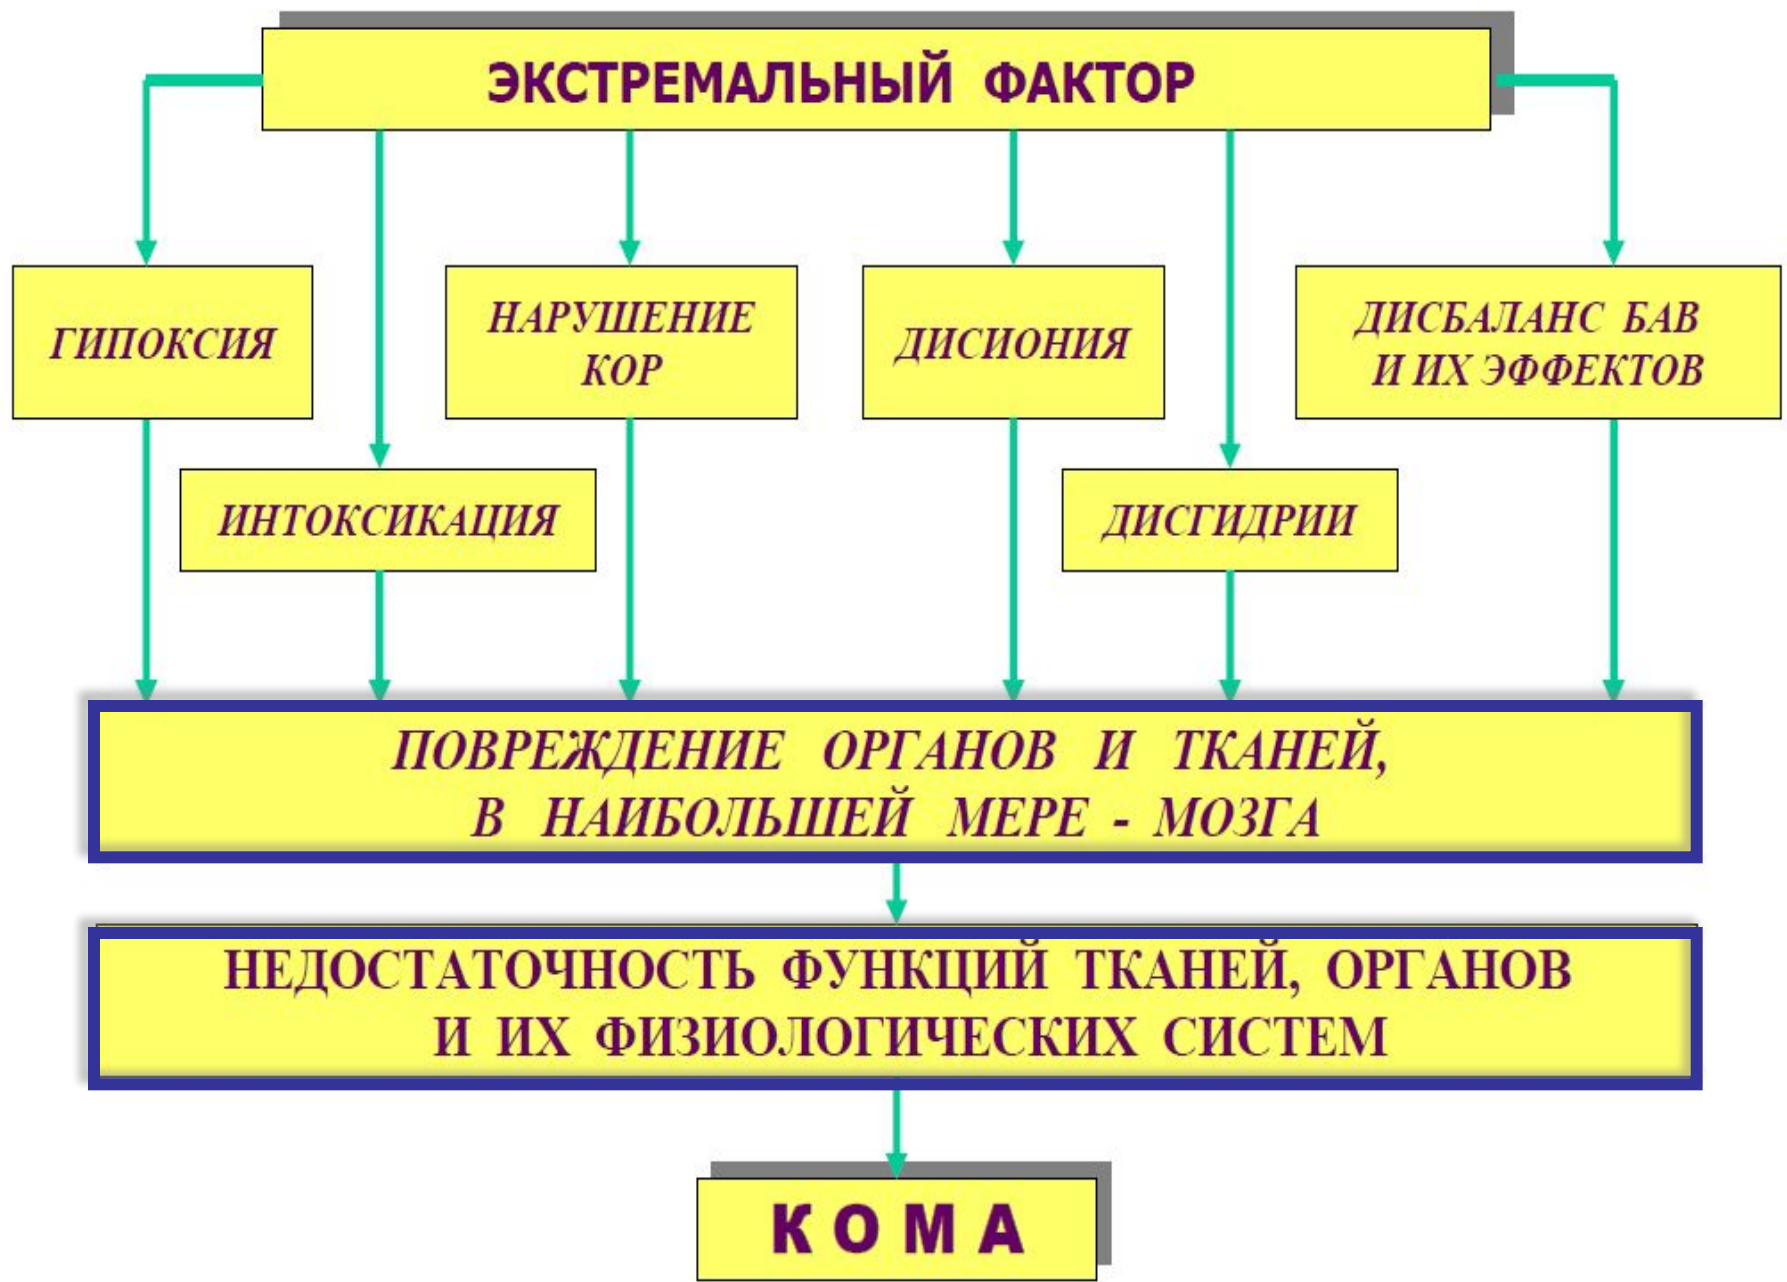 ЭКСТРЕМАЛЬНЫЙ ФАКТОР
ГИПОКСИЯ
НАРУШЕНИЕ
КОР
ДИСИОНИЯ
ДИСБАЛАНС БАВ
И ИХ ЭФФЕКТОВ
ИНТОКСИКАЦИЯ
ДИСГИДРИИ
ПОВРЕЖДЕНИЕ ОРГАНОВ И ТКАНЕЙ,
В НАИБОЛЬШЕЙ МЕРЕ - МОЗГА
НЕДОСТАТОЧНОСТЬ ФУНКЦИЙ ТКАНЕЙ, ОРГАНОВ
И ИХ ФИЗИОЛОГИЧЕСКИХ СИСТЕМ
К О М А